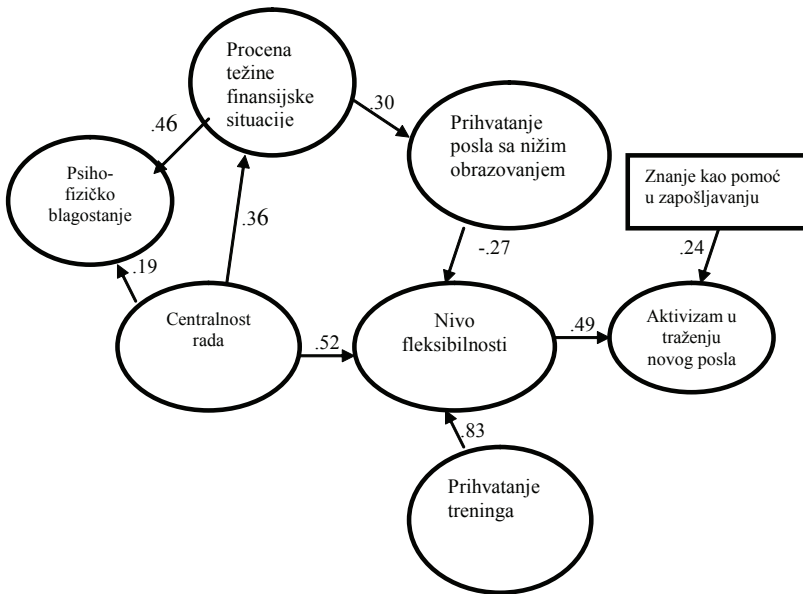 Procena
težine
finansijske
situacije
.46
.30
Prihvatanje
posla sa nižim
obrazovanjem
Psiho-
fizičko
blagostanje
Znanje kao pomoć
u zapošljavanju
.36
-.27
.24
.19
Centralnost
rada
.52
Nivo
fleksibilnosti
.49
Aktivizam u
traženju
novog posla
.83
Prihvatanje
treninga